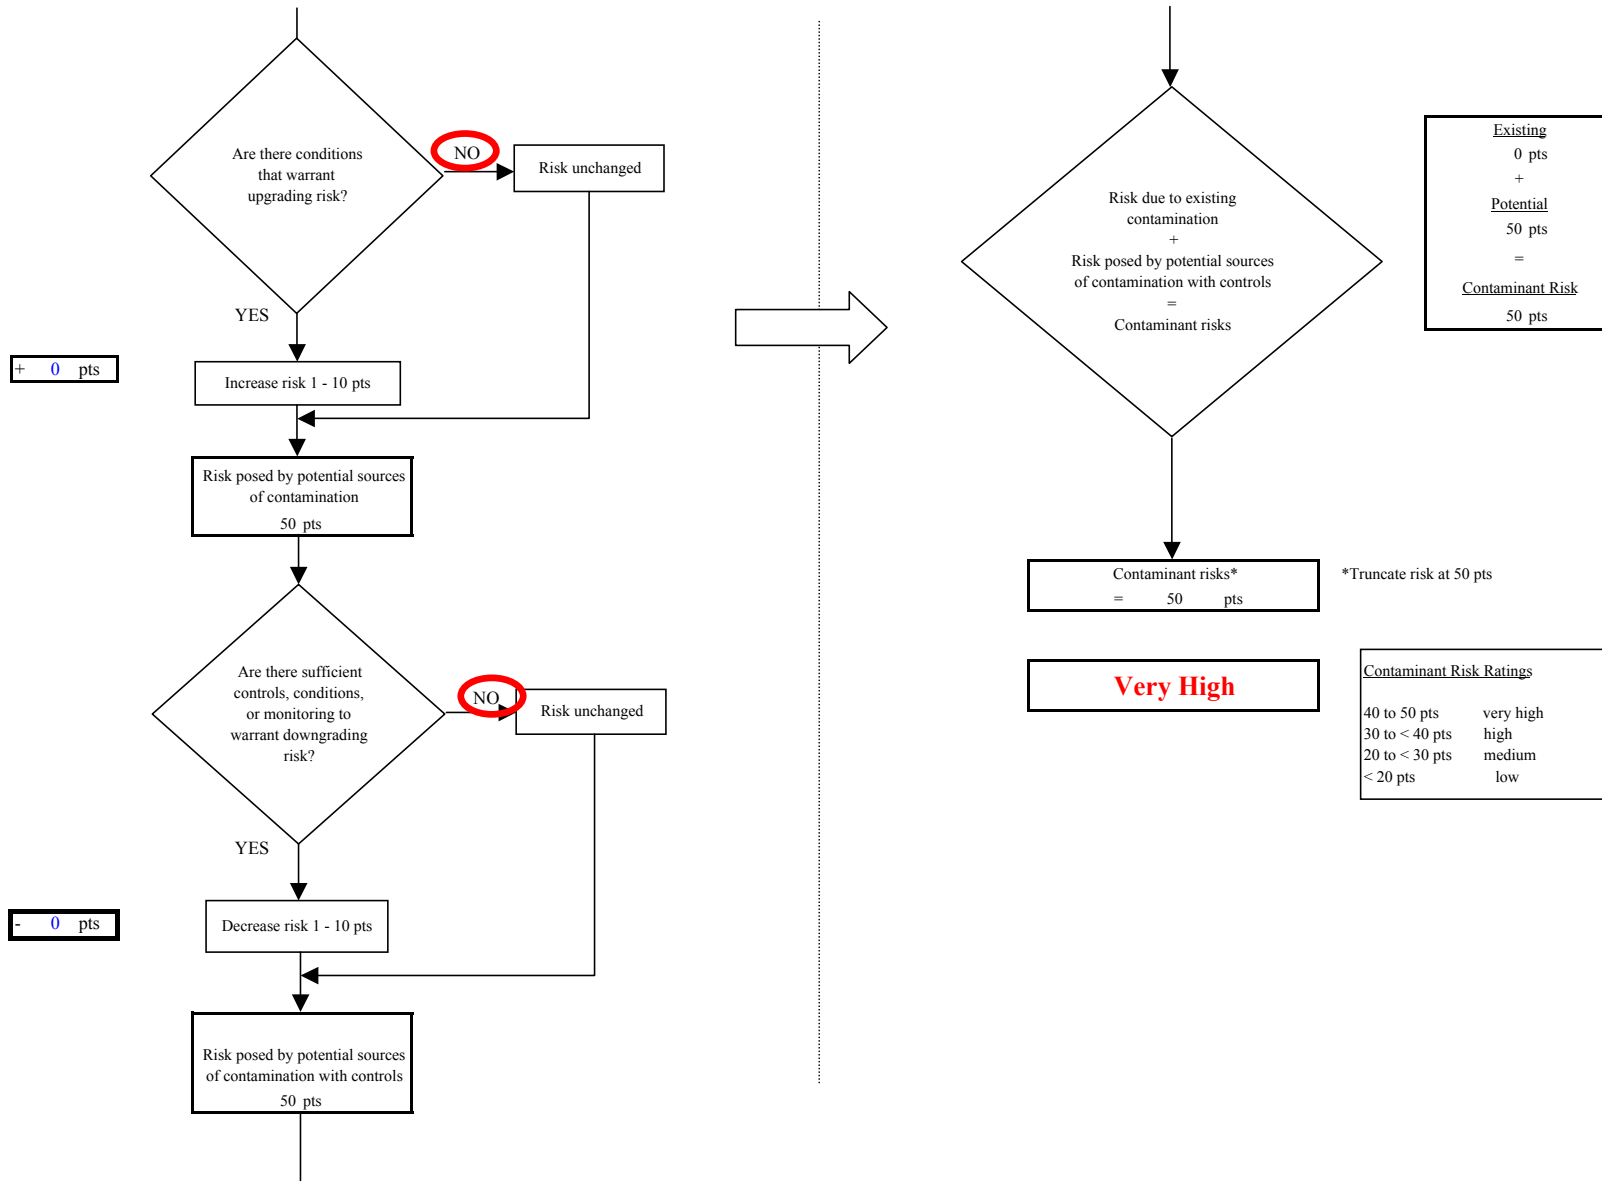 Are there conditions
that warrant
upgrading risk?
NO
Risk unchanged
YES
+ 0 pts
Increase risk 1 - 10 pts
Risk posed by potential sources
of contamination
50 pts
Are there sufficient
controls, conditions,
or monitoring to
warrant downgrading
risk?
NO
Risk unchanged
YES
- 0 pts
Decrease risk 1 - 10 pts
Risk posed by potential sources
of contamination with controls
50 pts
Risk due to existing
contamination
+
Risk posed by potential sources
of contamination with controls
=
Contaminant risks
Existing
0 pts
+
Potential
50 pts
=
Contaminant Risk
50 pts
Contaminant risks*
= 50 pts
*Truncate risk at 50 pts
Very High
Contaminant Risk Ratings
40 to 50 pts very high
30 to < 40 pts high
20 to < 30 pts medium
< 20 pts low